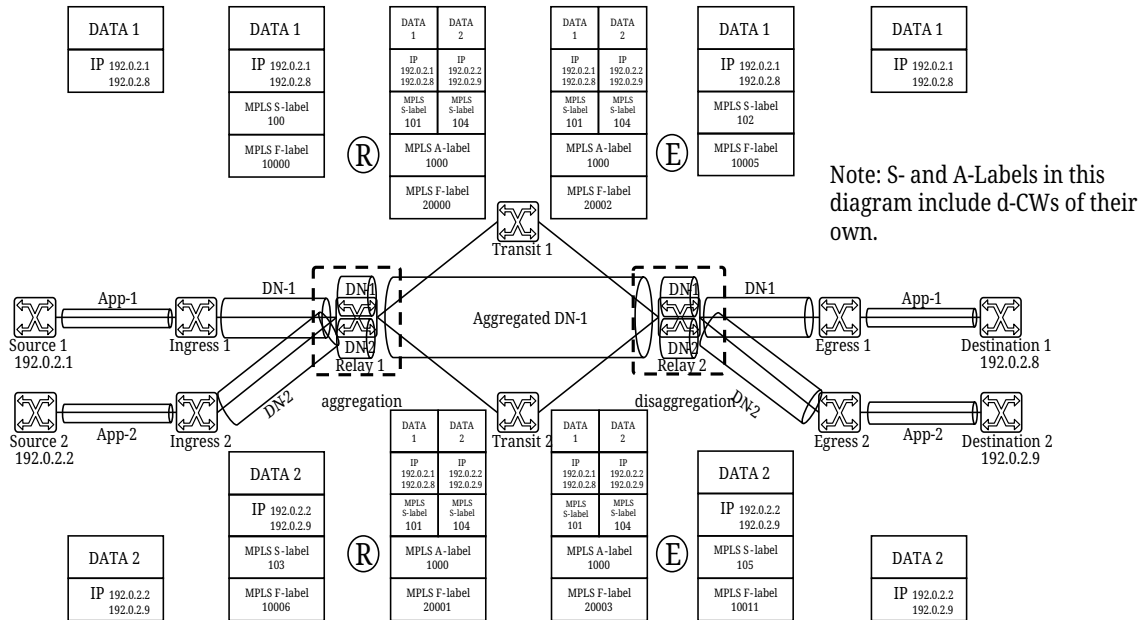 DATA 1
IP 192.0.2.1
192.0.2.8
DATA 1
IP 192.0.2.1
192.0.2.8
MPLS S-label
100
MPLS F-label
10000
R
DATA
1
DATA
2
IP
192.0.2.1
192.0.2.8
IP
192.0.2.2
192.0.2.9
MPLS
S-label
101
MPLS
S-label
104
MPLS A-label
1000
MPLS F-label
20000
DATA
1
DATA
2
IP
192.0.2.1
192.0.2.8
IP
192.0.2.2
192.0.2.9
MPLS
S-label
101
MPLS
S-label
104
MPLS A-label
1000
MPLS F-label
20002
E
DATA 1
IP 192.0.2.1
192.0.2.8
MPLS S-label
102
MPLS F-label
10005
DATA 1
IP 192.0.2.1
192.0.2.8
Note: S- and A-Labels in this
diagram include d-CWs of their
own.
Transit 1
App-1
DN-1
DN-1
Aggregated DN-1
DN-1
DN-1
App-1
Source 1
192.0.2.1
Ingress 1
DN-2
Relay 1
DN-2
Relay 2
Egress 1
Destination 1
192.0.2.8
DN-2
aggregation
disaggregation
DN-2
App-2
Source 2
192.0.2.2
Ingress 2
Transit 2
Egress 2
App-2
Destination 2
192.0.2.9
DATA 2
IP 192.0.2.2
192.0.2.9
DATA 2
IP 192.0.2.2
192.0.2.9
MPLS S-label
103
MPLS F-label
10006
R
DATA
1
DATA
2
IP
192.0.2.1
192.0.2.8
IP
192.0.2.2
192.0.2.9
MPLS
S-label
101
MPLS
S-label
104
MPLS A-label
1000
MPLS F-label
20001
DATA
1
DATA
2
IP
192.0.2.1
192.0.2.8
IP
192.0.2.2
192.0.2.9
MPLS
S-label
101
MPLS
S-label
104
MPLS A-label
1000
MPLS F-label
20003
E
DATA 2
IP 192.0.2.2
192.0.2.9
MPLS S-label
105
MPLS F-label
10011
DATA 2
IP 192.0.2.2
192.0.2.9